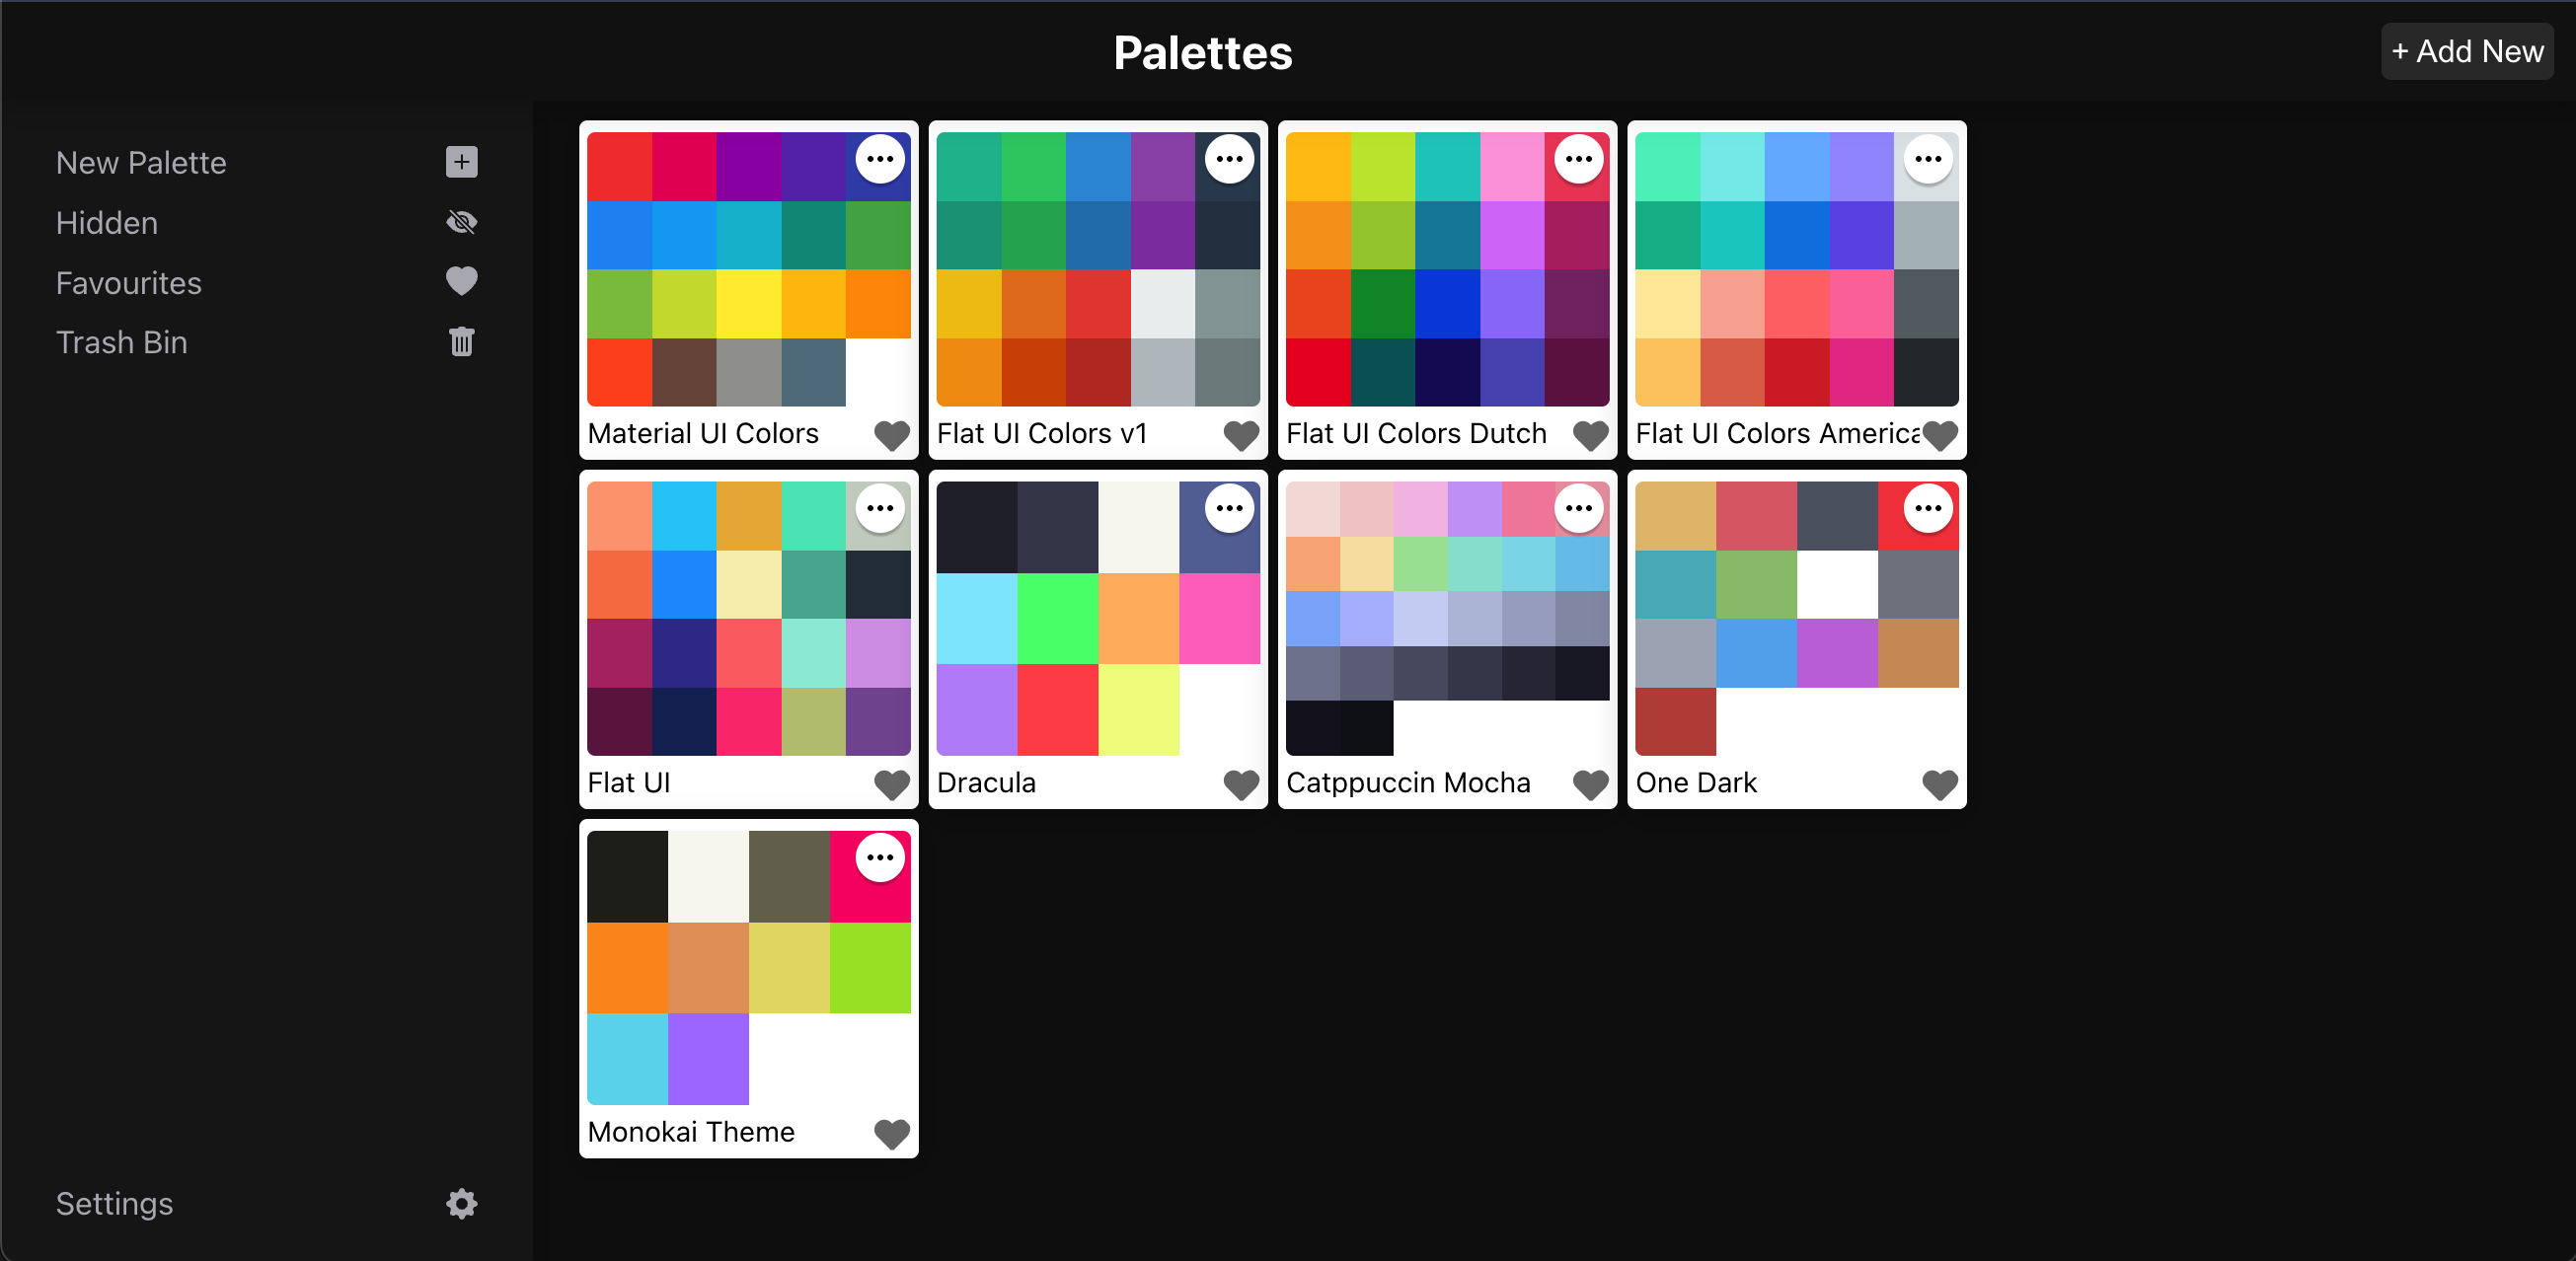 Palettes
+ Add New
New Palette
Hidden
Favourites
Trash Bin
Material UI Colors
Flat UI Colors v1
Flat UI Colors Dutch
Flat UI Colors America
Flat UI
Dracula
Catppuccin Mocha
One Dark
Monokai Theme
Settings